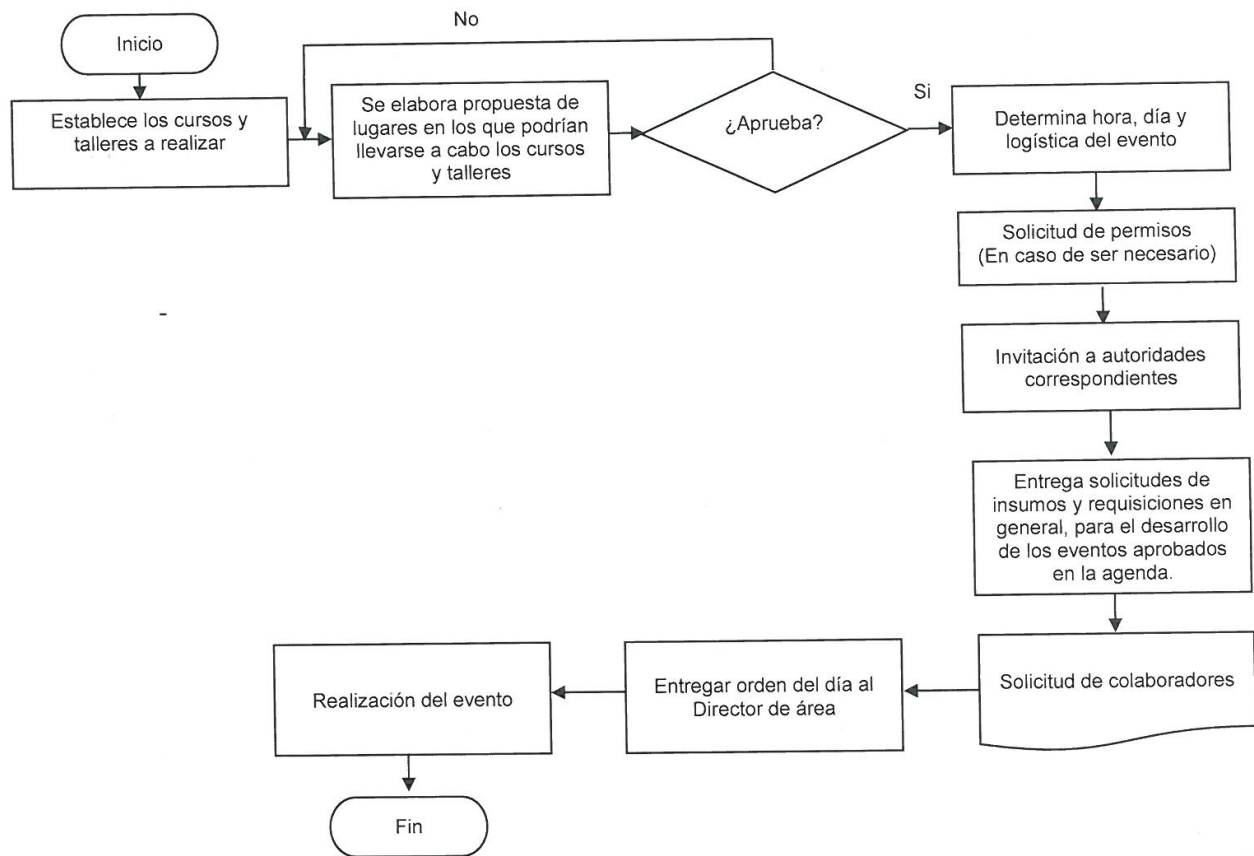 No
Inicio
Establece los cursos y
talleres a realizar
Se elabora propuesta de
lugares en los que podrían
llevarse a cabo los cursos
y talleres
¿Aprueba?
Si
Determina hora, día y
logística del evento
Solicitud de permisos
(En caso de ser necesario)
Invitación a autoridades
correspondientes
Entrega solicitudes de
insumos y requisiciones en
general, para el desarrollo
de los eventos aprobados
en la agenda.
Solicitud de colaboradores
Entregar orden del día al
Director de área
Realización del evento
Fin